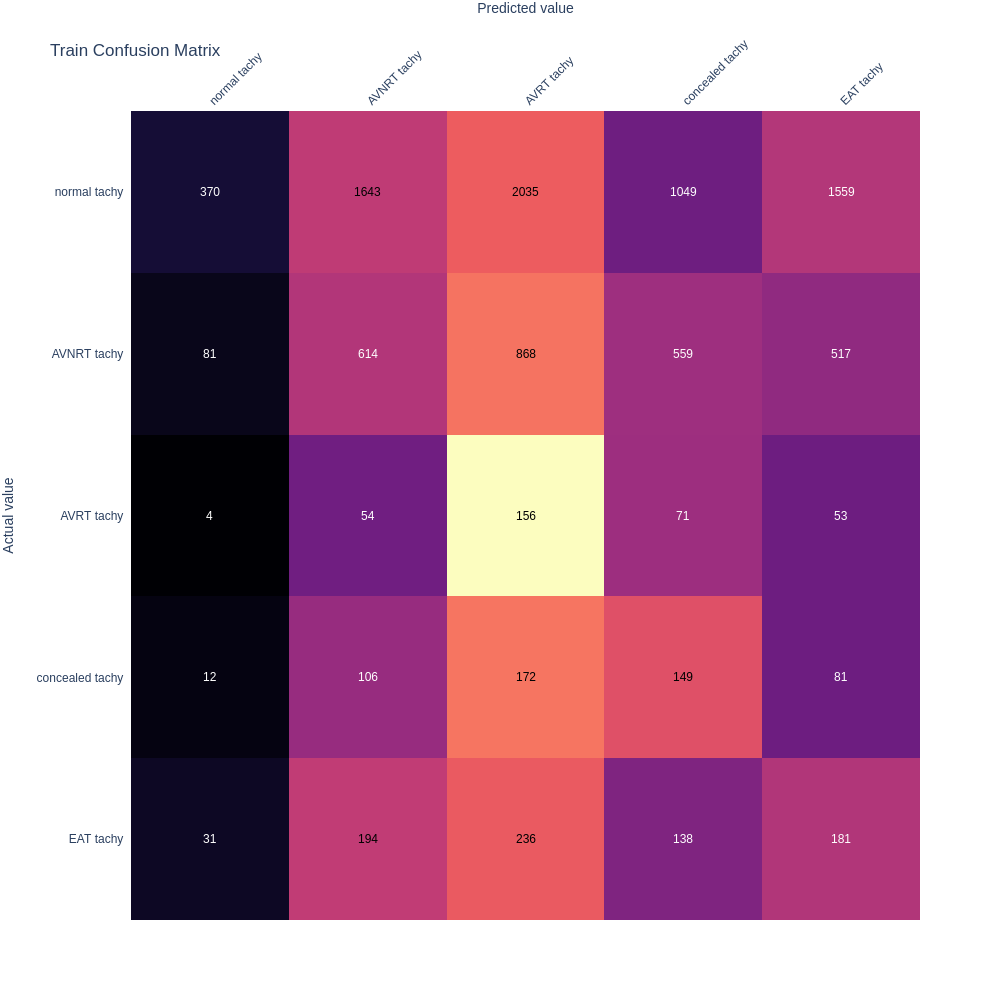 Predicted value
Train Confusion Matrix
normal tachy
AVNRT tachy
AVRT tachy
concealed tachy
EAT tachy
normal tachy 370 1643 2035 1049 1559
AVNRT tachy 81 614 868 559 517
Actual value
AVRT tachy 4 54 156 71 53
concealed tachy 12 106 172 149 81
EAT tachy 31 194 236 138 181